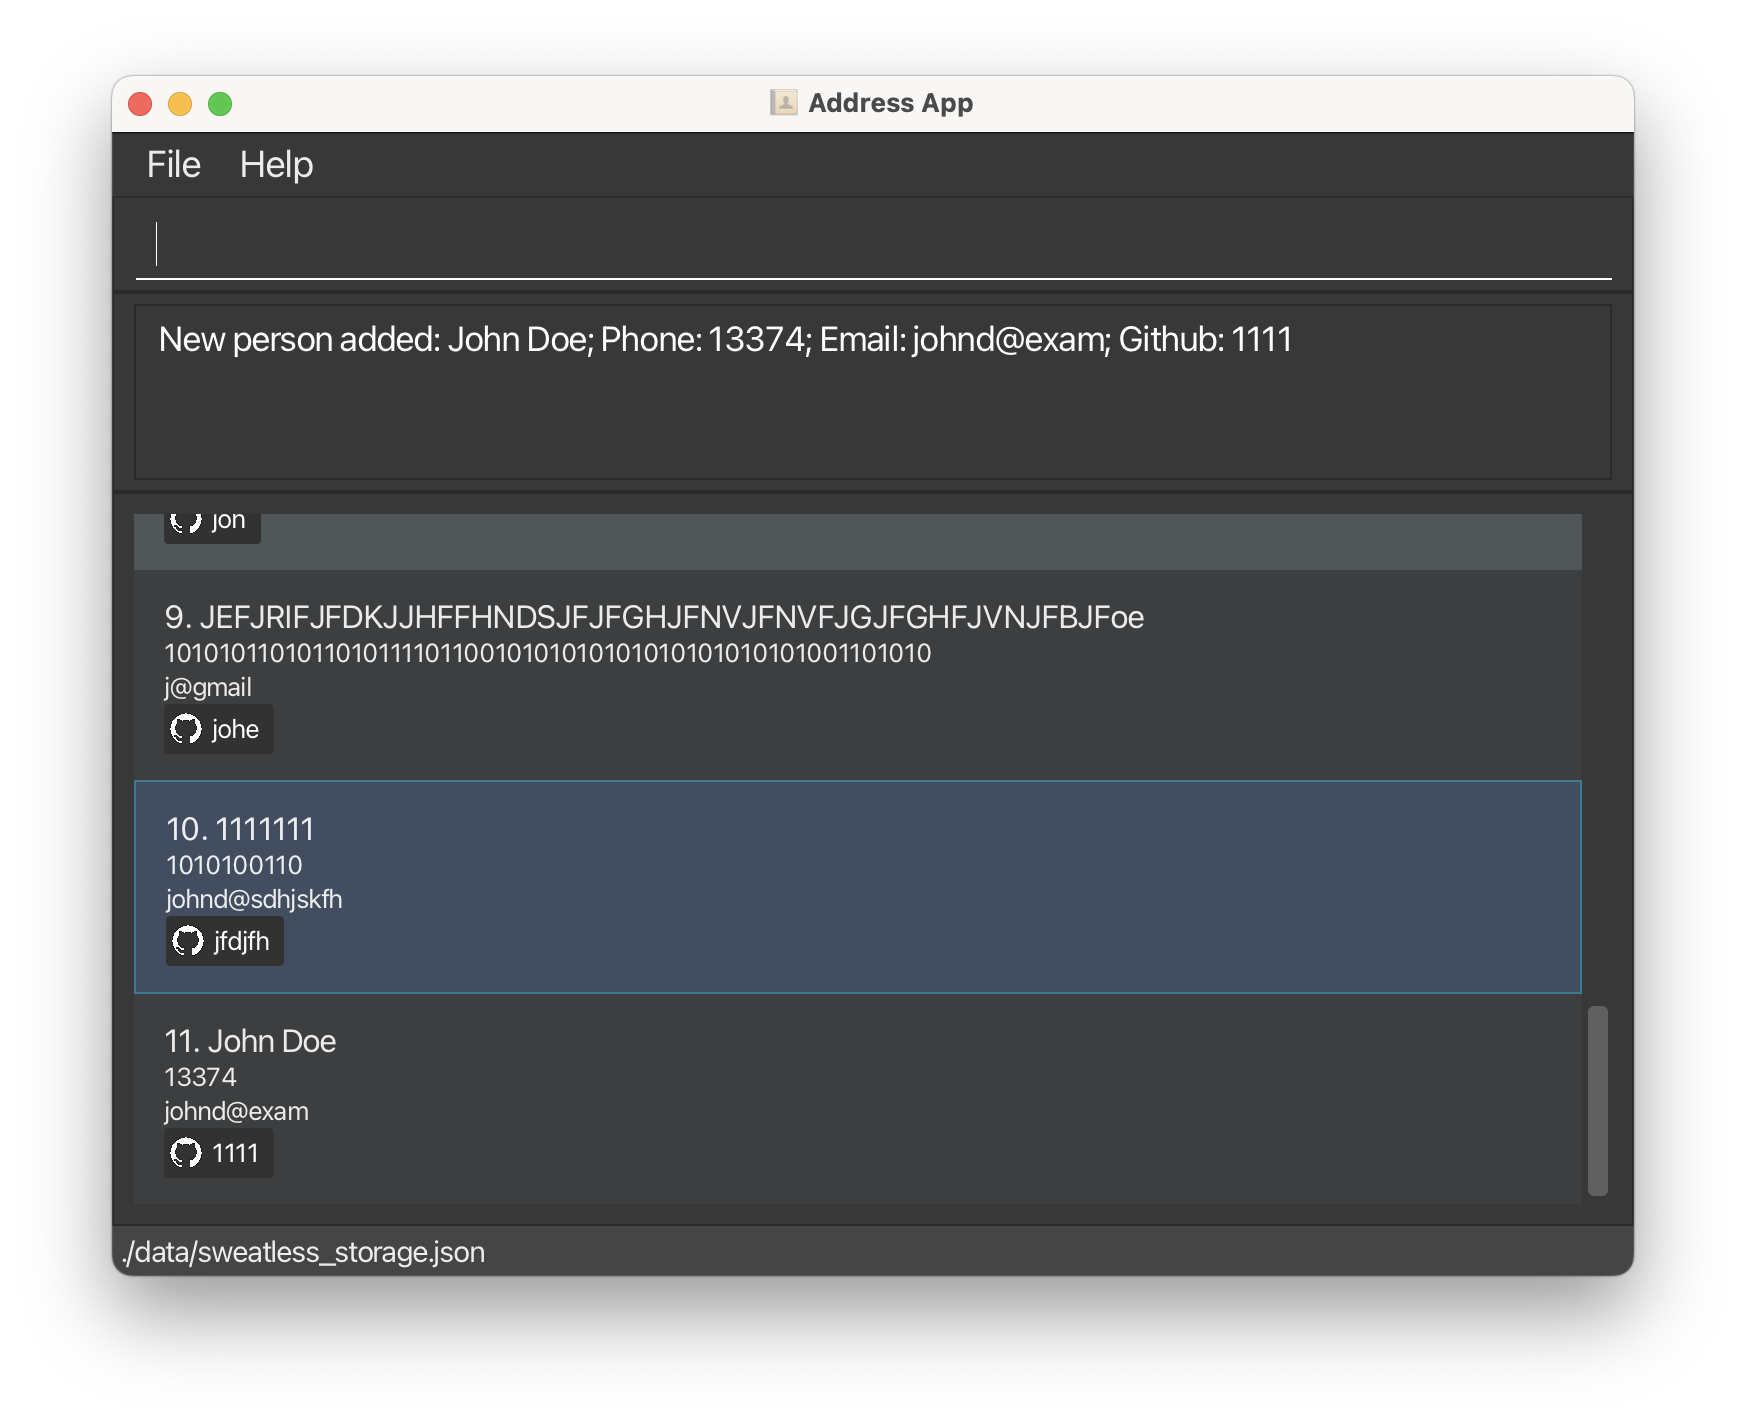 Address App
File Help
New person added: John Doe; Phone: 13374; Email: johnd@exam; Github: 1111
jon
9. JEFJRIFJFDKJJHFFHNDSJFJFGHJFNVJFNVFJGJFGHFJVNJFBJFoe
101010110101101011110110010101010101010101010101001101010
j@gmail
johe
10. 1111111
1010100110
johnd@sdhjskfh
jfdjfh
11. John Doe
13374
johnd@exam
1111
./data/sweatless_storage.json